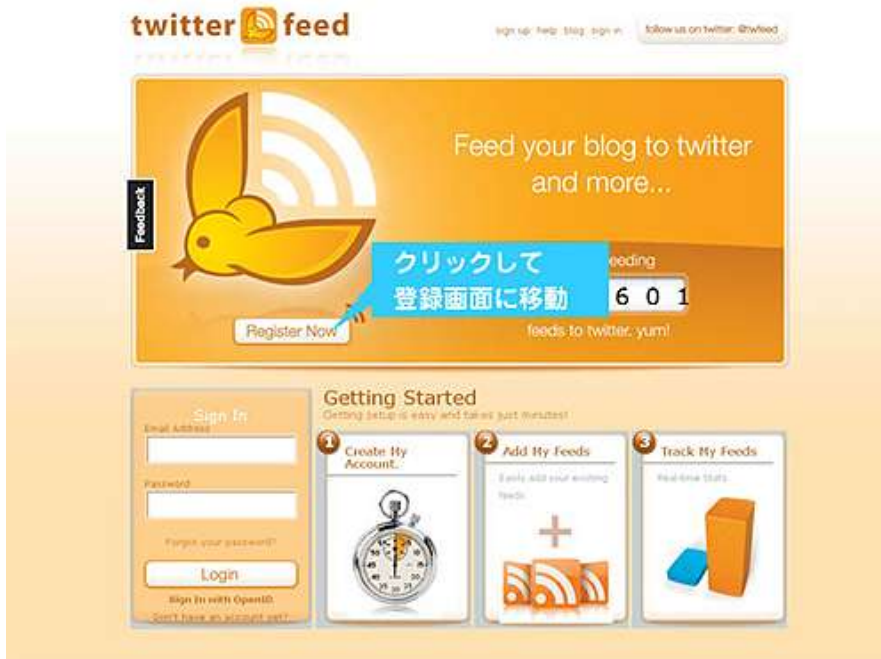 twitter feed
sign up help blog sign in
follow us on twitter: @twfeed
Feed your blog to twitter
and more...
Feedback
クリックして
登録画面に移動
eeding
6 0 1
Register Now
feeds to twitter. yum!
Sign In
Email Address
Password
Forgot your password?
Login
Sign In with OpenID
Don't have an account yet?
Getting Started
Getting setup is easy and takes just minutes!
1
Create My
Account.
2
Add My Feeds
Easily add your existing
feeds
3
Track My Feeds
Real-time Stats